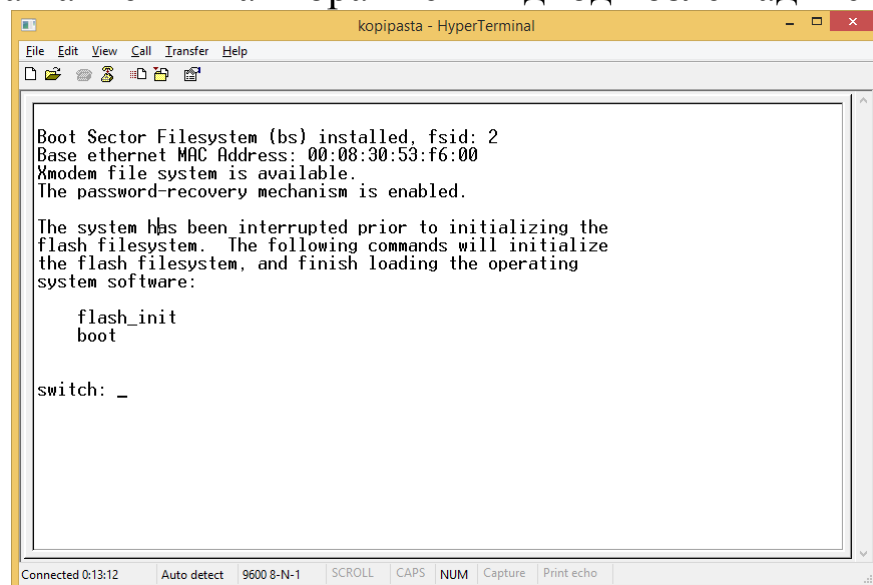 kopipasta - HyperTerminal
File Edit View Call Transfer Help
Boot Sector Filesystem (bs) installed, fsid: 2
Base ethernet MAC Address: 00:08:30:53:f6:00
Xmodem file system is available.
The password-recovery mechanism is enabled.
The system has been interrupted prior to initializing the
flash filesystem.  The following commands will initialize
the flash filesystem, and finish loading the operating
system software:
flash_init
boot
switch: _
Connected 0:13:12 Auto detect 9600 8-N-1 SCROLL CAPS NUM Capture Print echo